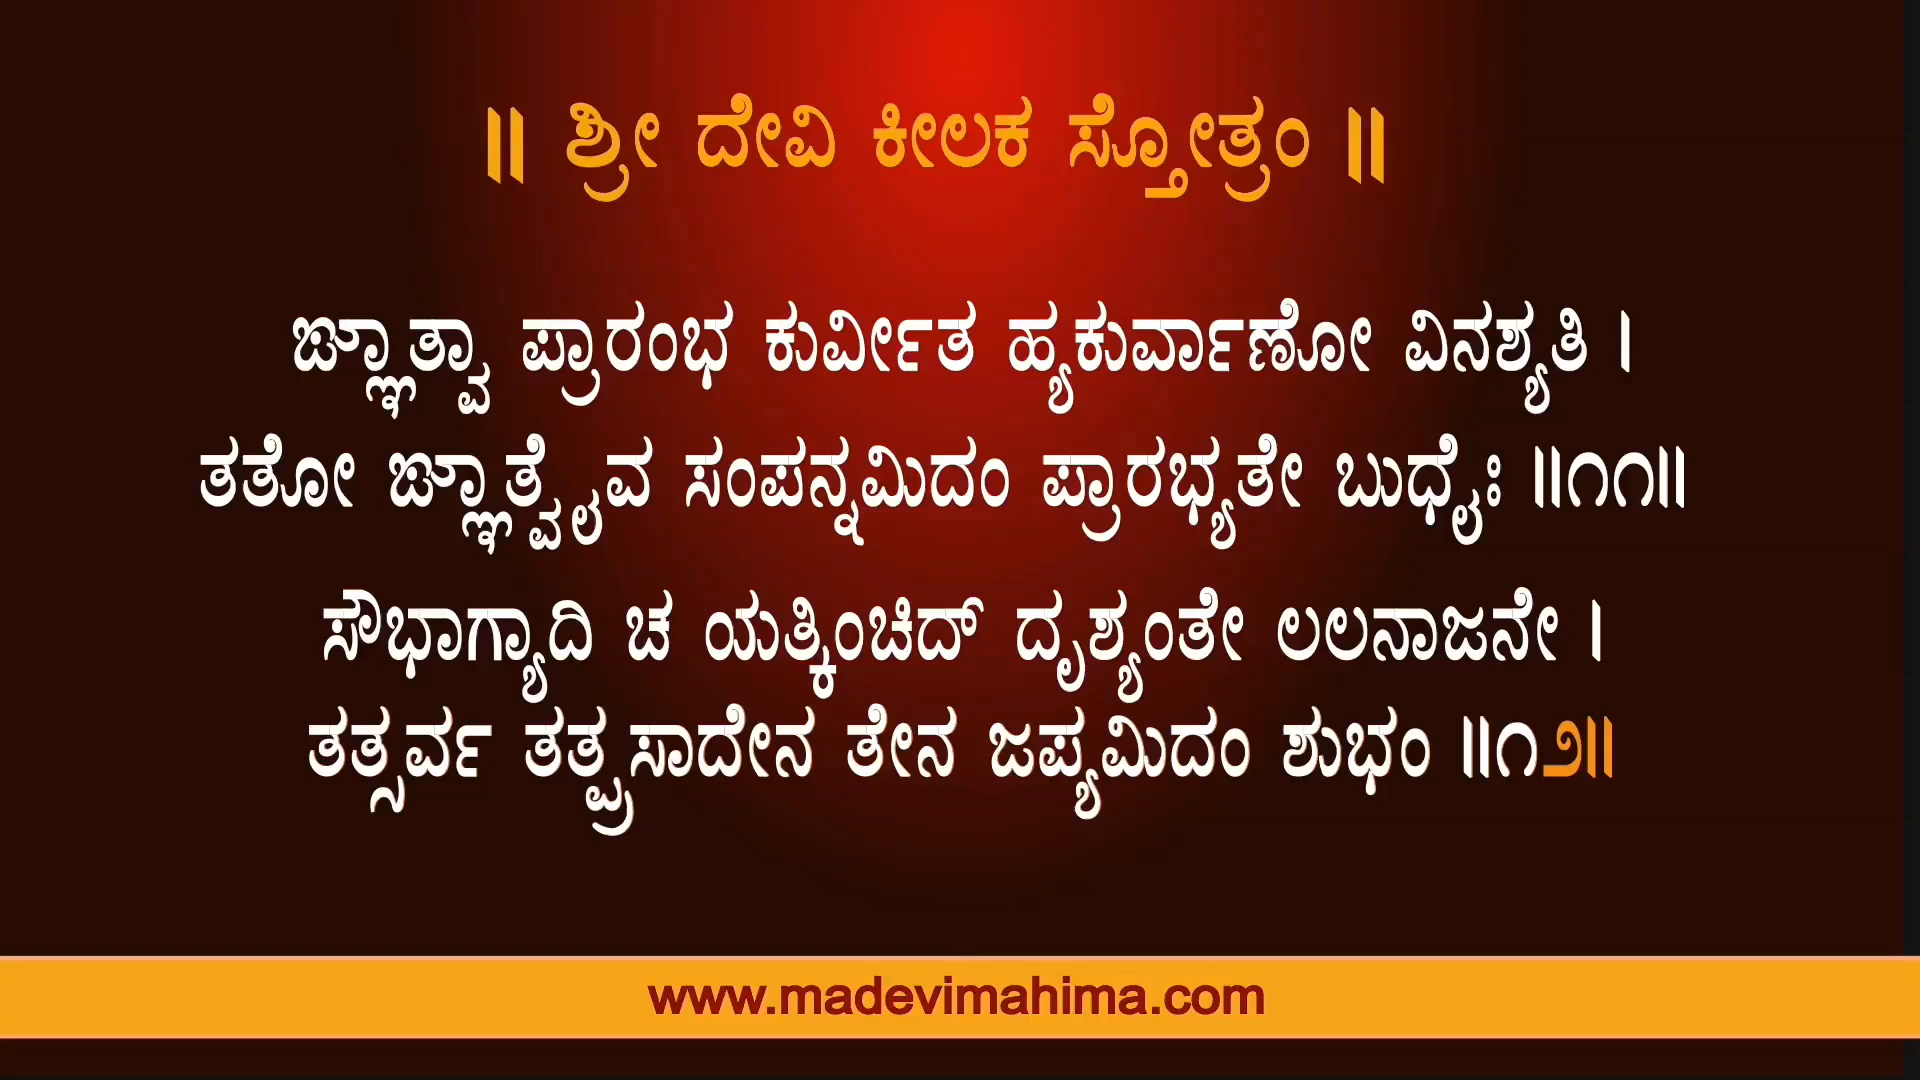 ॥ ಶ್ರೀ ದೇವಿ ಕೀಲಕ ಸ್ತೋತ್ರಂ ॥
ಙ್ಞಾತ್ವಾ ಪ್ರಾರಂಭ ಕುರ್ವೀತ ಹ್ಯಕುರ್ವಾಣೋ ವಿನಶ್ಯತಿ ।
ತತೋ ಙ್ಞಾತ್ವೈವ ಸಂಪನ್ನಮಿದಂ ಪ್ರಾರಭ್ಯತೇ ಬುಧೈಃ ॥೧೧॥
ಸೌಭಾಗ್ಯಾದಿ ಚ ಯತ್ಕಿಂಚಿದ್ ದೃಶ್ಯಂತೇ ಲಲನಾಜನೇ ।
ತತ್ಸರ್ವ ತತ್ಪ್ರಸಾದೇನ ತೇನ ಜಪ್ಯಮಿದಂ ಶುಭಂ ॥೧೨॥
www.madevimahima.com